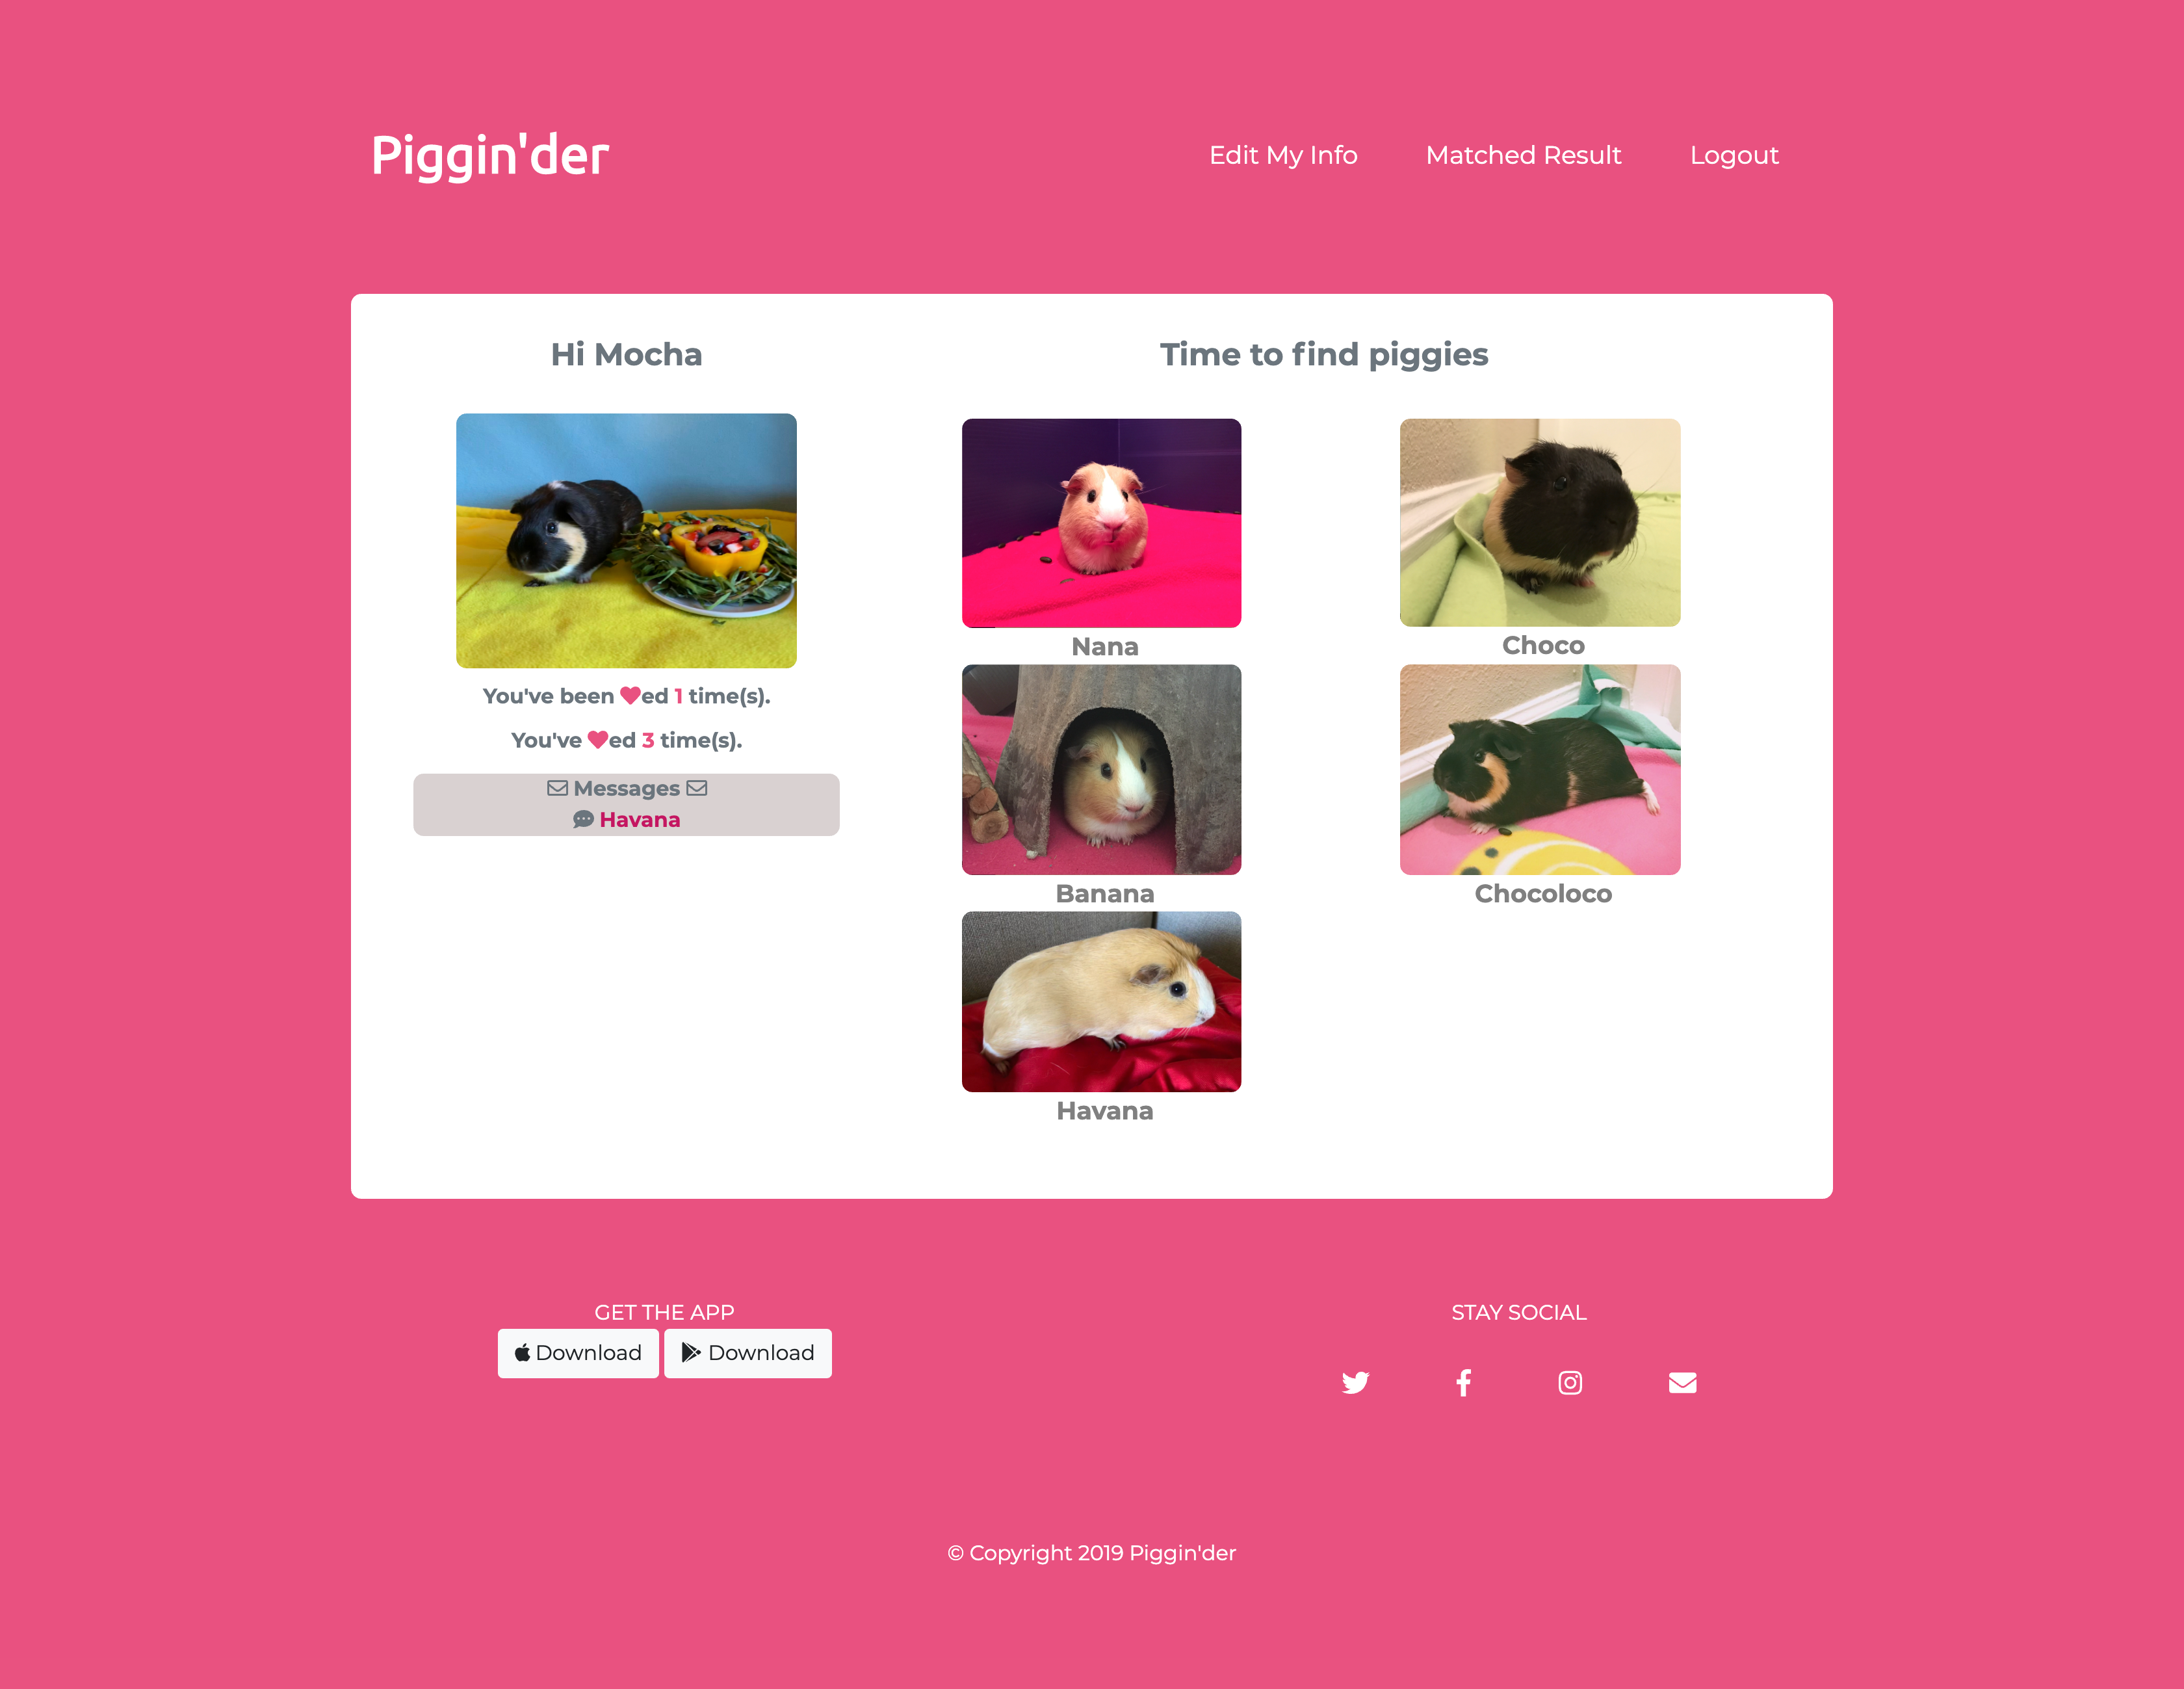 Piggin'der
Edit My Info
Matched Result
Logout
Hi Mocha
You've been ed 1 time(s).
You've ed 3 time(s).
Messages
Havana
Time to find piggies
Nana
Choco
Banana
Chocoloco
Havana
GET THE APP
Download
Download
STAY SOCIAL
© Copyright 2019 Piggin'der